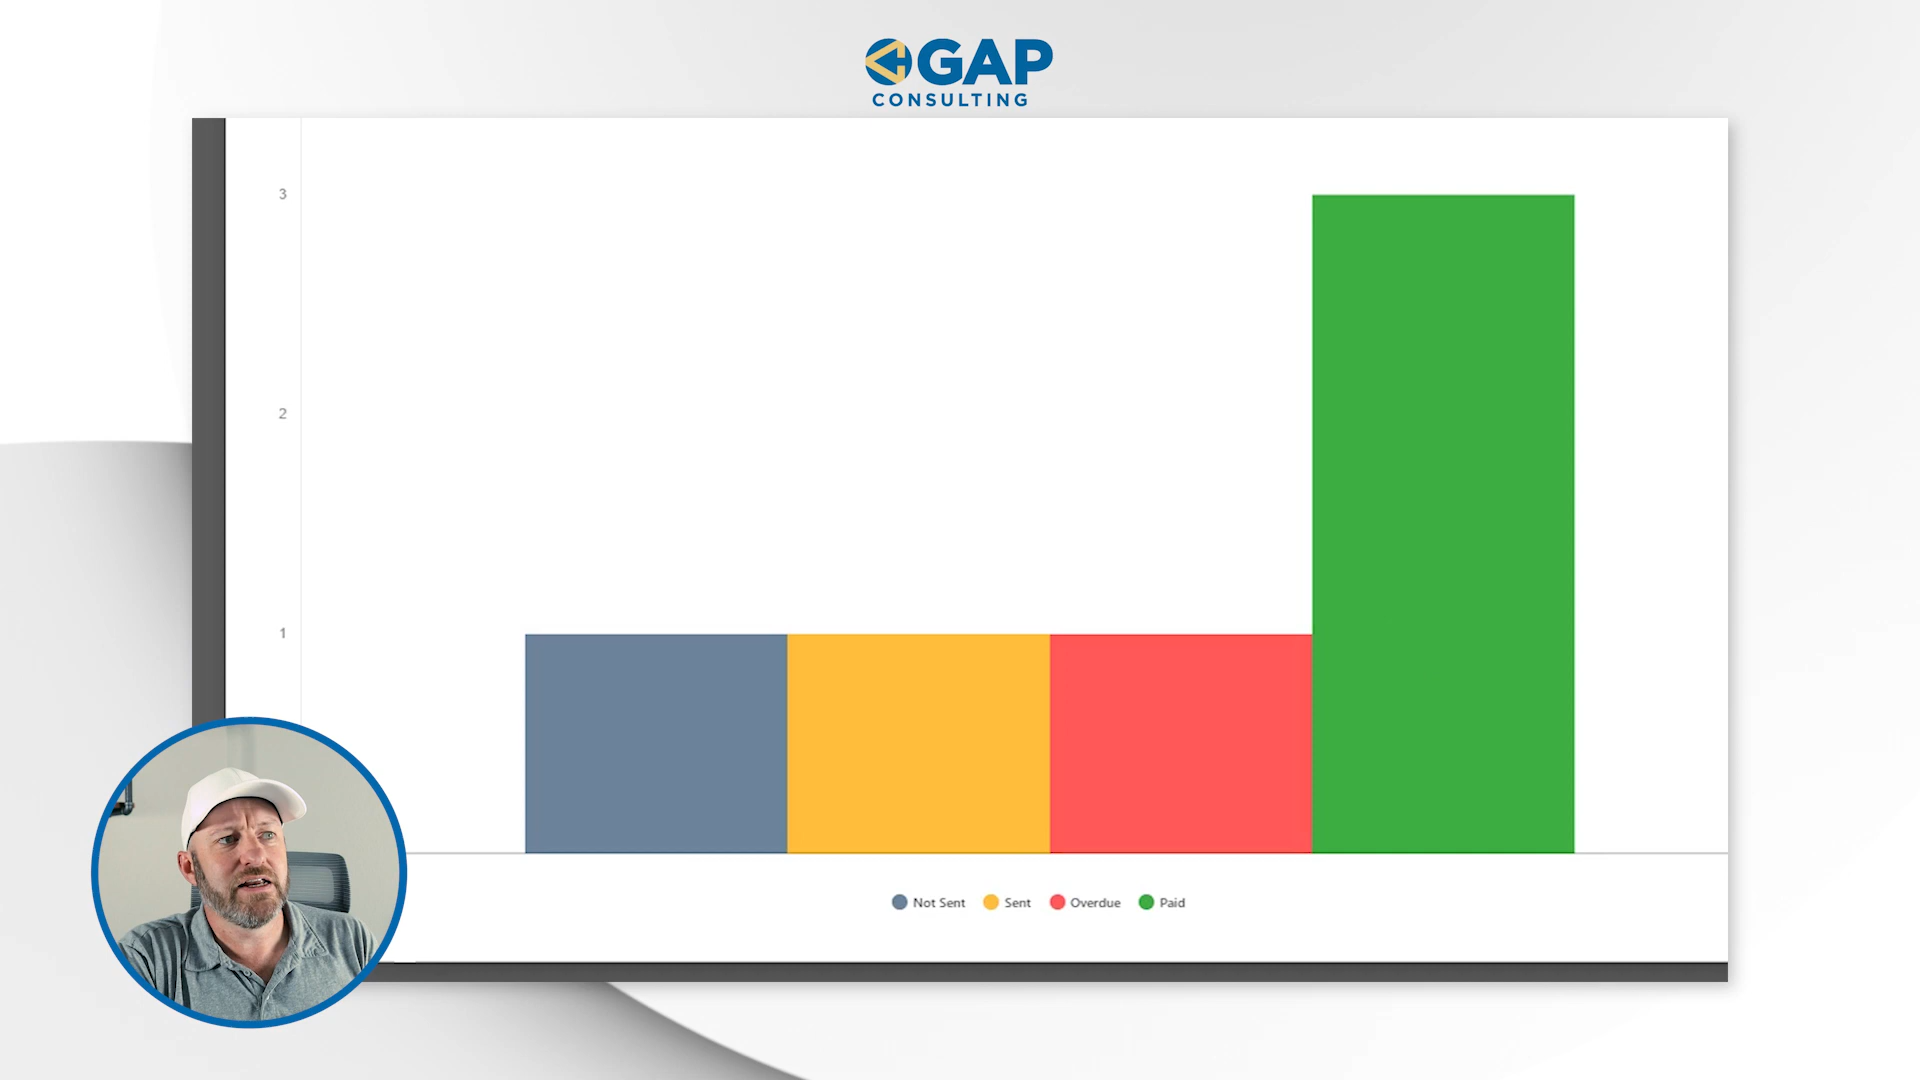 GAP
CONSULTING
3
2
1
Not Sent Sent Overdue Paid